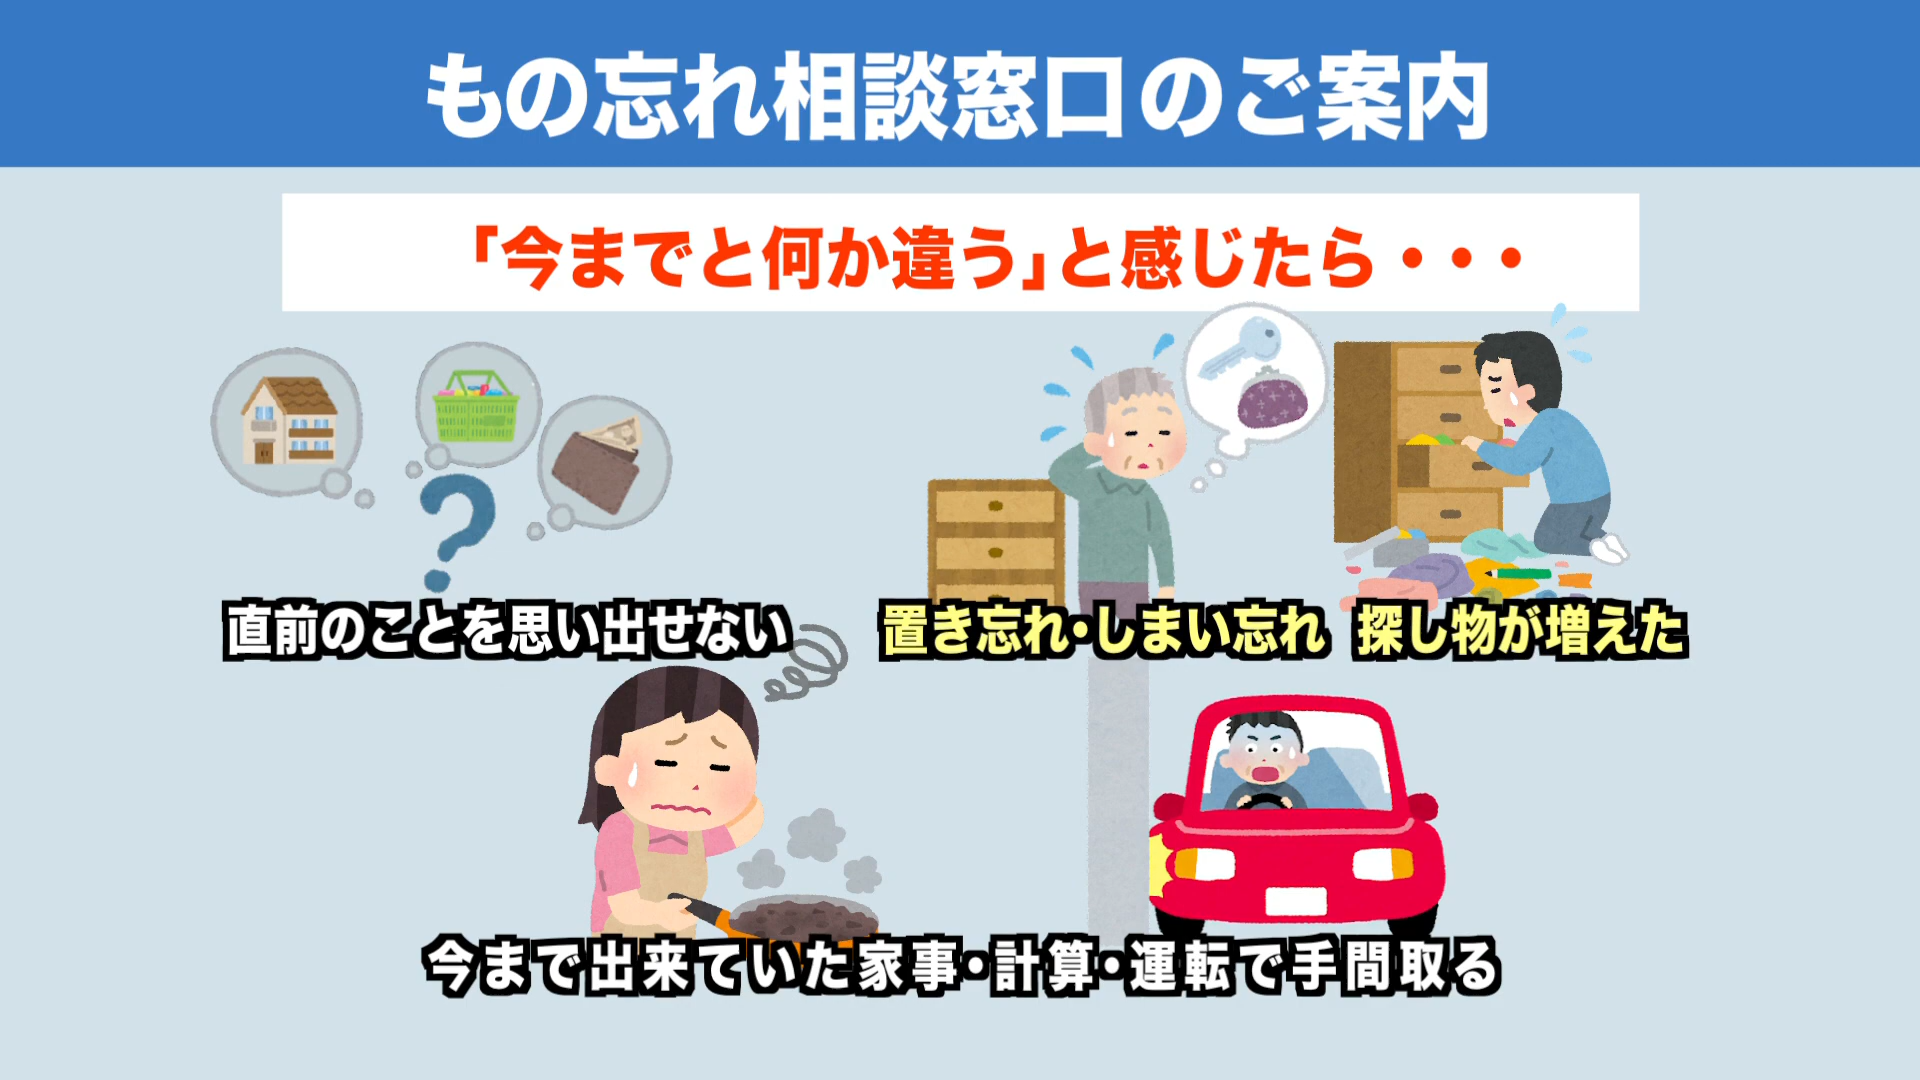 もの忘れ相談窓口のご案内
「今までと何か違う」と感じたら・・・
直前のことを思い出せない
置き忘れ・しまい忘れ 探し物が増えた
今まで出来ていた家事・計算・運転で手間取る